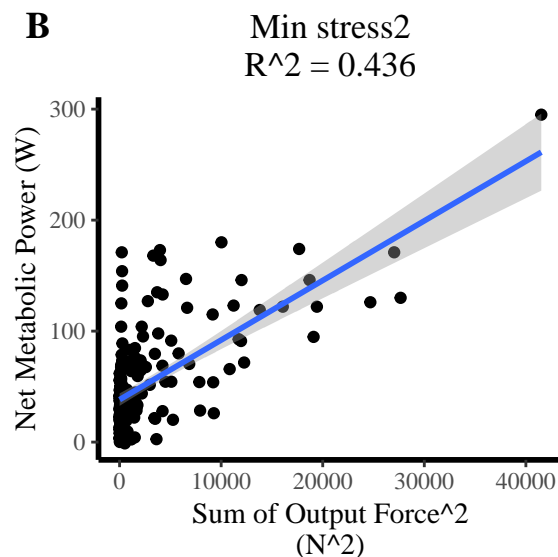 B
Min stress2
R^2 = 0.436
Net Metabolic Power (W)
300
200
100
0
0 10000 20000 30000 40000
Sum of Output Force^2
(N^2)